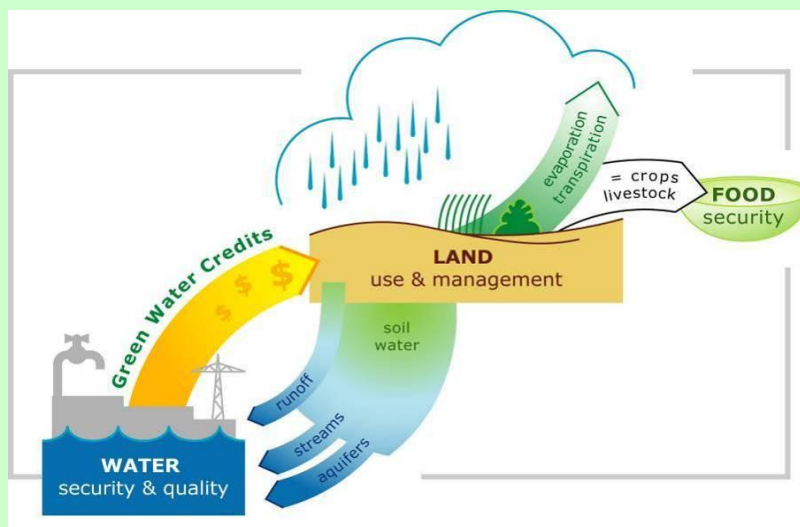 evaporation
transpiration
= crops
livestock
FOOD
security
Green Water Credits
$ $ $
LAND
use & management
soil
water
runoff
streams
aquifers
WATER
security & quality